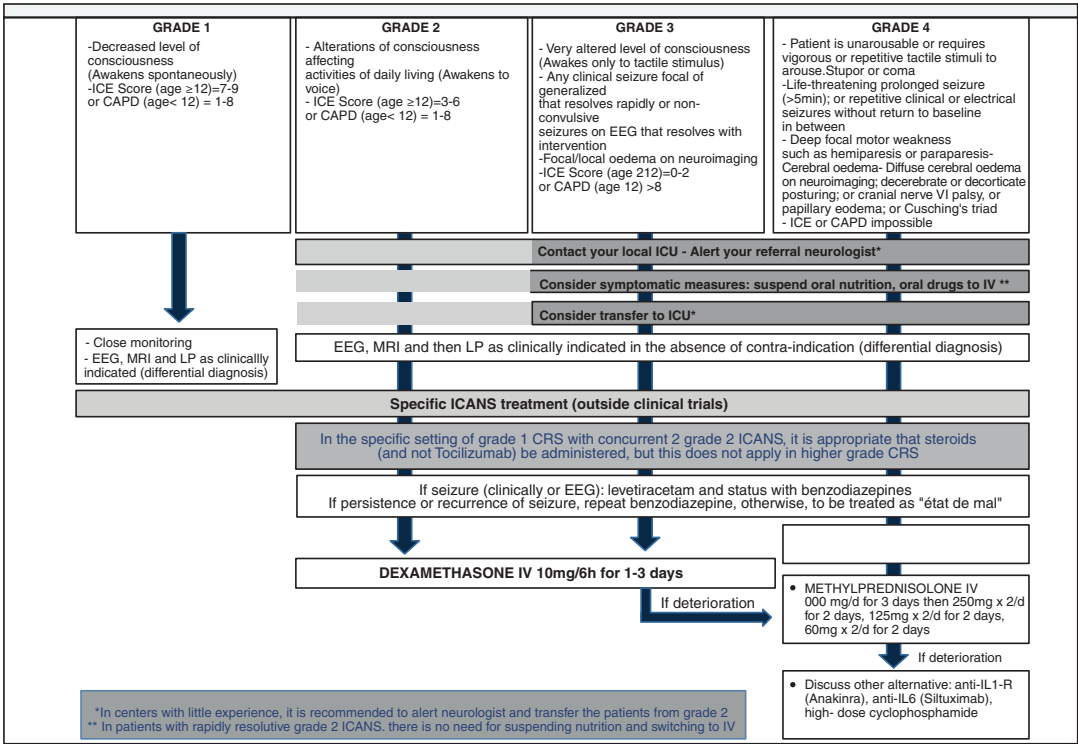 GRADE 1
-Decreased level of
consciousness
(Awakens spontaneously)
-ICE Score (age ≥12)=7-9
or CAPD (age< 12) = 1-8
GRADE 2
- Alterations of consciousness
affecting
activities of daily living (Awakens to
voice)
- ICE Score (age ≥12)=3-6
or CAPD (age< 12) = 1-8
GRADE 3
- Very altered level of consciousness
(Awakes only to tactile stimulus)
- Any clinical seizure focal of
generalized
that resolves rapidly or non-
convulsive
seizures on EEG that resolves with
intervention
-Focal/local oedema on neuroimaging
-ICE Score (age 212)=0-2
or CAPD (age 12) >8
GRADE 4
- Patient is unarousable or requires
vigorous or repetitive tactile stimuli to
arouse.Stupor or coma
-Life-threatening prolonged seizure
(>5min); or repetitive clinical or electrical
seizures without return to baseline
in between
- Deep focal motor weakness
such as hemiparesis or paraparesis-
Cerebral oedema- Diffuse cerebral oedema
on neuroimaging; decerebrate or decorticate
posturing; or cranial nerve VI palsy, or
papillary eodema; or Cusching's triad
- ICE or CAPD impossible
Contact your local ICU - Alert your referral neurologist*
Consider symptomatic measures: suspend oral nutrition, oral drugs to IV **
Consider transfer to ICU*
- Close monitoring
- EEG, MRI and LP as clinicallly
indicated (differential diagnosis)
EEG, MRI and then LP as clinically indicated in the absence of contra-indication (differential diagnosis)
Specific ICANS treatment (outside clinical trials)
In the specific setting of grade 1 CRS with concurrent 2 grade 2 ICANS, it is appropriate that steroids
(and not Tocilizumab) be administered, but this does not apply in higher grade CRS
If seizure (clinically or EEG): levetiracetam and status with benzodiazepines
If persistence or recurrence of seizure, repeat benzodiazepine, otherwise, to be treated as "état de mal"
DEXAMETHASONE IV 10mg/6h for 1-3 days
If deterioration
• METHYLPREDNISOLONE IV
000 mg/d for 3 days then 250mg x 2/d
for 2 days, 125mg x 2/d for 2 days,
60mg x 2/d for 2 days
If deterioration
• Discuss other alternative: anti-IL1-R
(Anakinra), anti-IL6 (Siltuximab),
high- dose cyclophosphamide
*In centers with little experience, it is recommended to alert neurologist and transfer the patients from grade 2
** In patients with rapidly resolutive grade 2 ICANS. there is no need for suspending nutrition and switching to IV